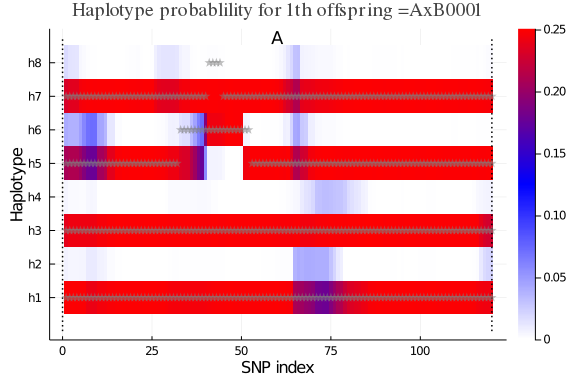 Haplotype probablility for 1th offspring =AxB0001
A
h8
h7
h6
h5
h4
h3
h2
h1
Haplotype
0 25 50 75 100
SNP index
0.25
0.20
0.15
0.10
0.05
0